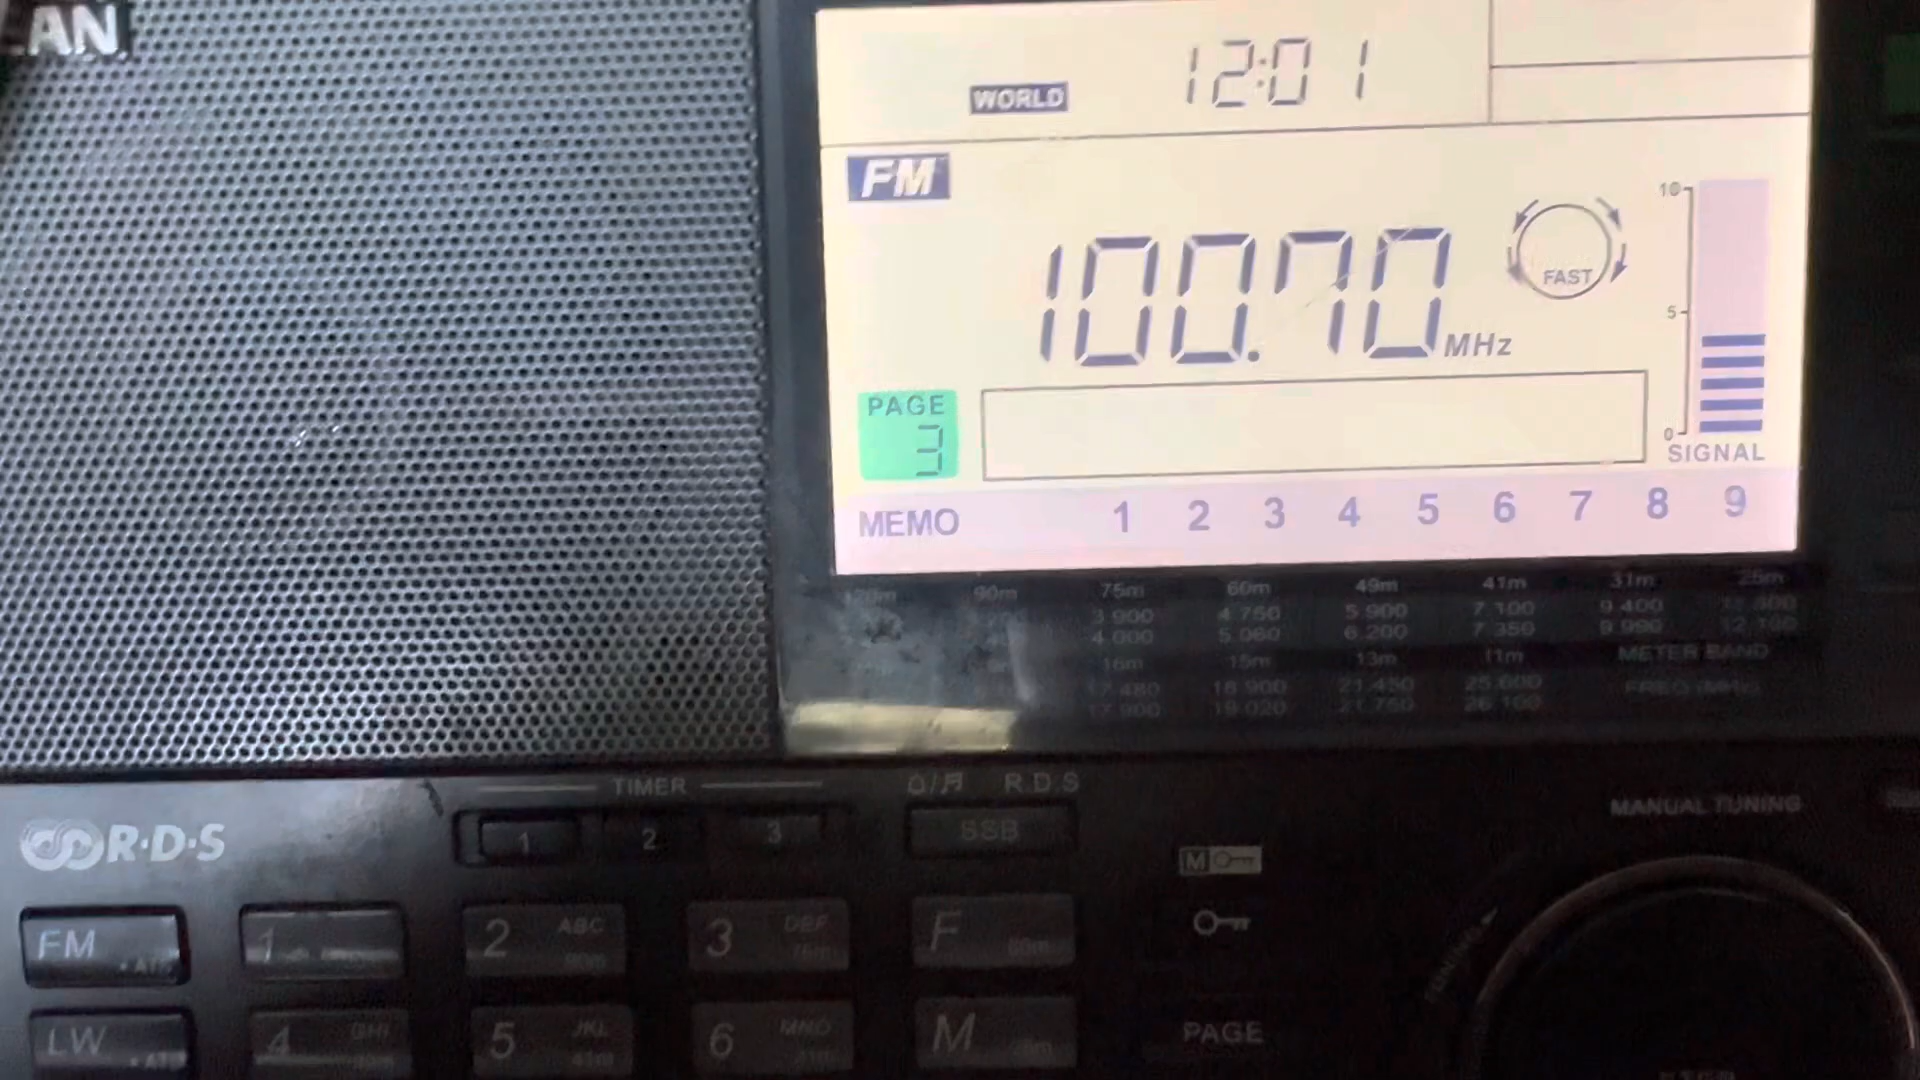 AN
WORLD 12:01
FM
10
100.70 MHz
FAST
5
PAGE
3
0
SIGNAL
MEMO 1 2 3 4 5 6 7 8 9
90m 75m 60m 49m 41m 31m 25m
3.900 4.750 5.900 7.100 9.400
4.000 5.060 6.200 7.350 9.990 12.100
16m 15m 13m 11m METER BAND
17.480 18.900 21.450 25.600 FREQ (MHz)
17.900 19.020 21.750 26.100
TIMER R.D.S
1 2 3 SSB
R·D·S
MANUAL TUNING
M
FM 1 2 ABC 3 DEF F
LW 4 GHI 5 JKL 41m 6 MNO M
PAGE